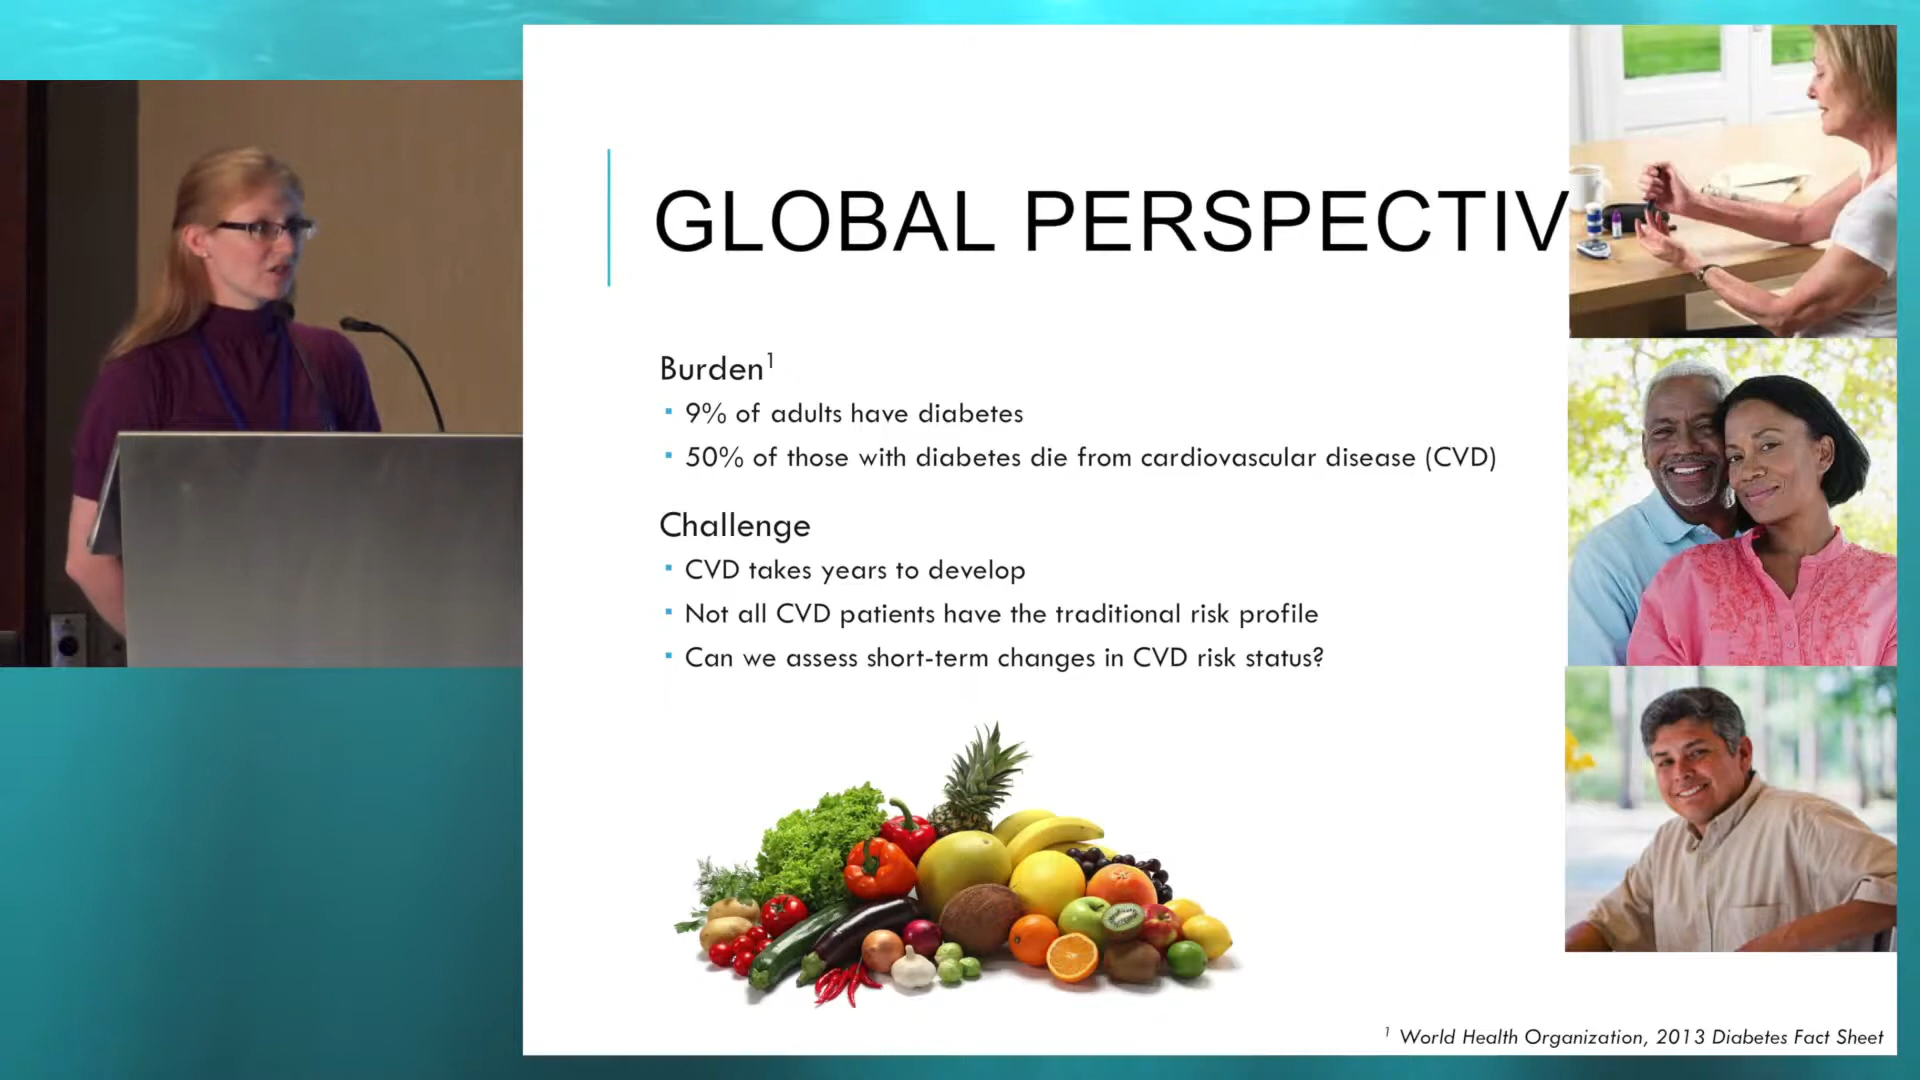 GLOBAL PERSPECTIV
Burden¹
▪ 9% of adults have diabetes
▪ 50% of those with diabetes die from cardiovascular disease (CVD)
Challenge
▪ CVD takes years to develop
▪ Not all CVD patients have the traditional risk profile
▪ Can we assess short-term changes in CVD risk status?
¹ World Health Organization, 2013 Diabetes Fact Sheet